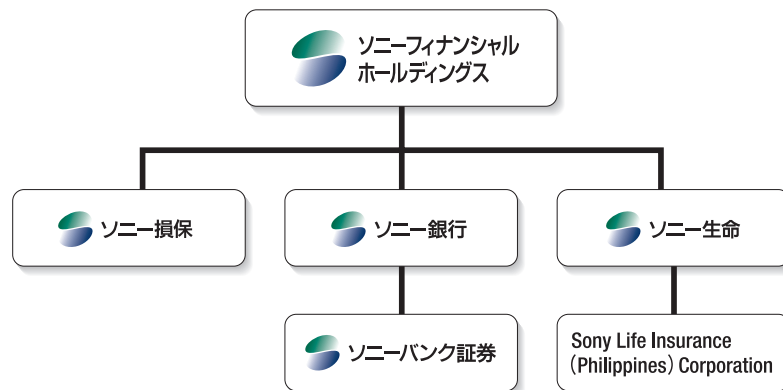 ソニーフィナンシャル
ホールディングス
ソニー損保
ソニー銀行
ソニー生命
ソニーバンク証券
Sony Life Insurance
（Philippines）Corporation